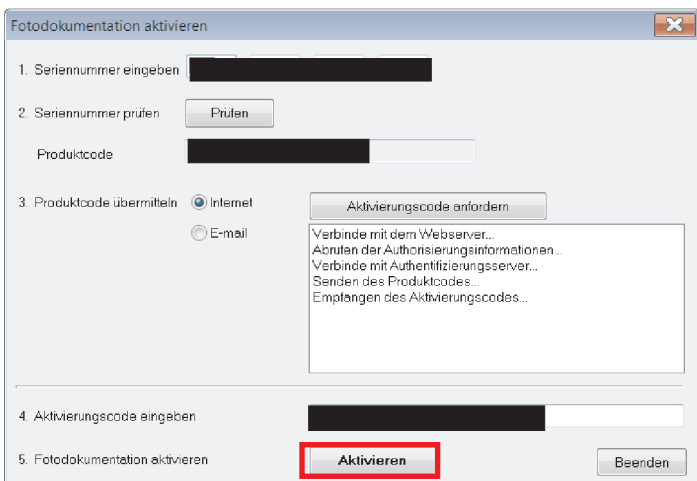 Fotodokumentation aktivieren
1. Seriennummer eingeben
2. Seriennummer prüfen Prüfen
Produktcode
3. Produktcode übermitteln Internet Aktivierungscode anfordern
E-mail
Verbinde mit dem Webserver...
Abrufen der Authorisierungsinformationen...
Verbinde mit Authentifizierungsserver...
Senden des Produktcodes...
Empfangen des Aktivierungscodes...
4. Aktivierungscode eingeben
5. Fotodokumentation aktivieren Aktivieren Beenden